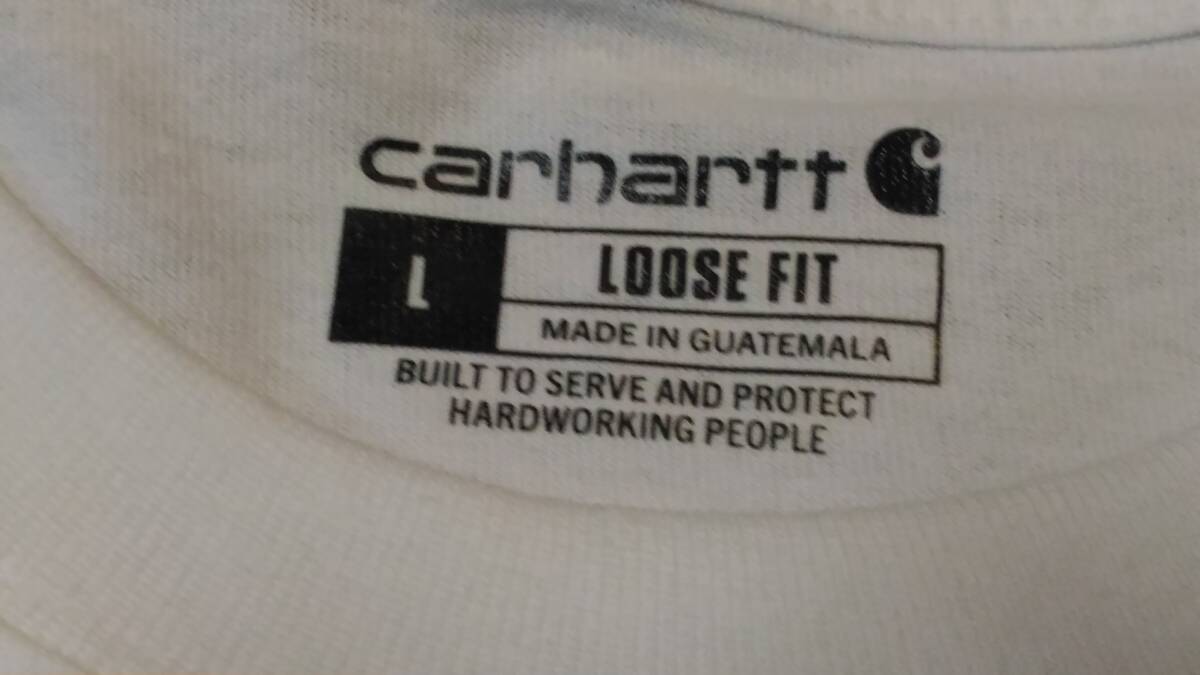 carhartt
L
LOOSE FIT
MADE IN GUATEMALA
BUILT TO SERVE AND PROTECT
HARDWORKING PEOPLE